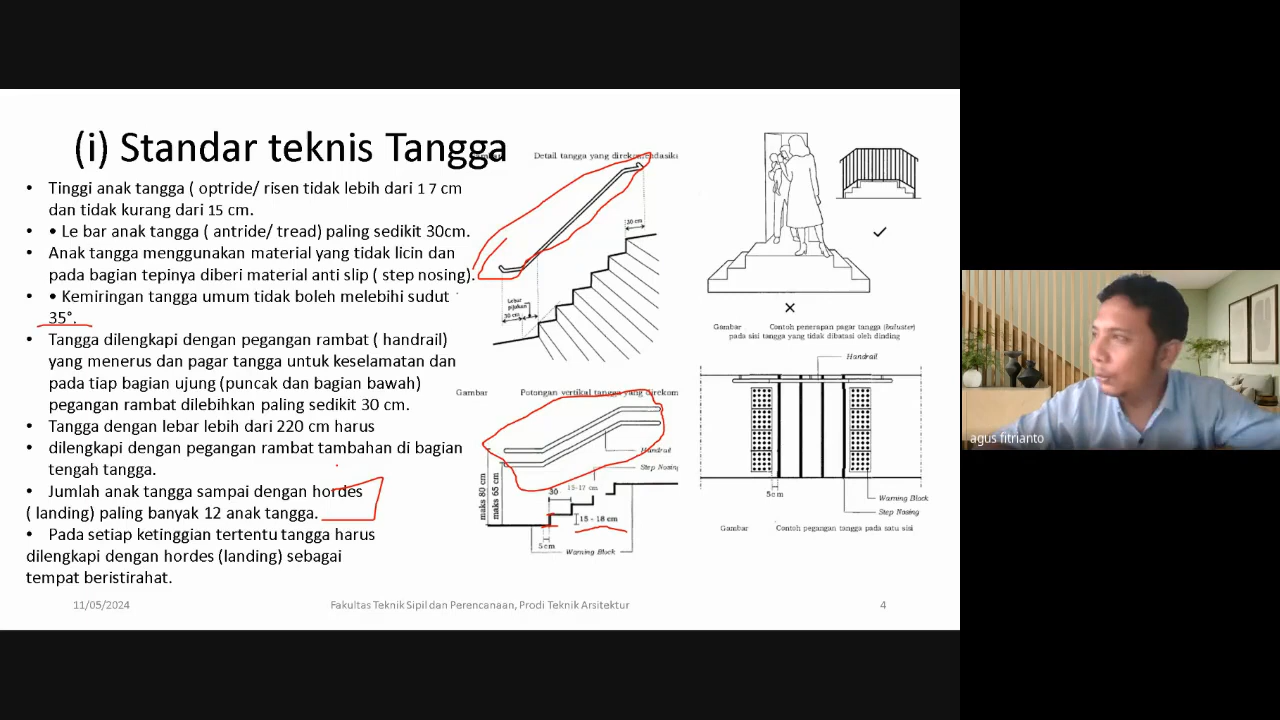 (i) Standar teknis Tangga
• Tinggi anak tangga ( optride/ risen tidak lebih dari 1 7 cm
dan tidak kurang dari 15 cm.
• • Le bar anak tangga ( antride/ tread) paling sedikit 30cm.
• Anak tangga menggunakan material yang tidak licin dan
pada bagian tepinya diberi material anti slip ( step nosing).
• • Kemiringan tangga umum tidak boleh melebihi sudut
35°.
• Tangga dilengkapi dengan pegangan rambat ( handrail)
yang menerus dan pagar tangga untuk keselamatan dan
pada tiap bagian ujung (puncak dan bagian bawah)
pegangan rambat dilebihkan paling sedikit 30 cm.
• Tangga dengan lebar lebih dari 220 cm harus
• dilengkapi dengan pegangan rambat tambahan di bagian
tengah tangga.
• Jumlah anak tangga sampai dengan hordes
( landing) paling banyak 12 anak tangga.
• Pada setiap ketinggian tertentu tangga harus
dilengkapi dengan hordes (landing) sebagai
tempat beristirahat.
Detail tangga yang direkomendasika
30 cm
Lebar
pijakan
30 cm
Gambar Potongan vertikal tangga yang direkom
Handrail
Step Nosing
maks 80 cm
maks 65 cm
30
15-17 cm
15 - 18 cm
5 cm
Warning Block
Gambar Contoh penerapan pagar tangga (baluster)
pada sisi tangga yang tidak dibatasi oleh dinding
Handrail
5cm
Warning Block
Step Nosing
Gambar Contoh pegangan tangga pada satu sisi
11/05/2024
Fakultas Teknik Sipil dan Perencanaan, Prodi Teknik Arsitektur
4
agus fitrianto